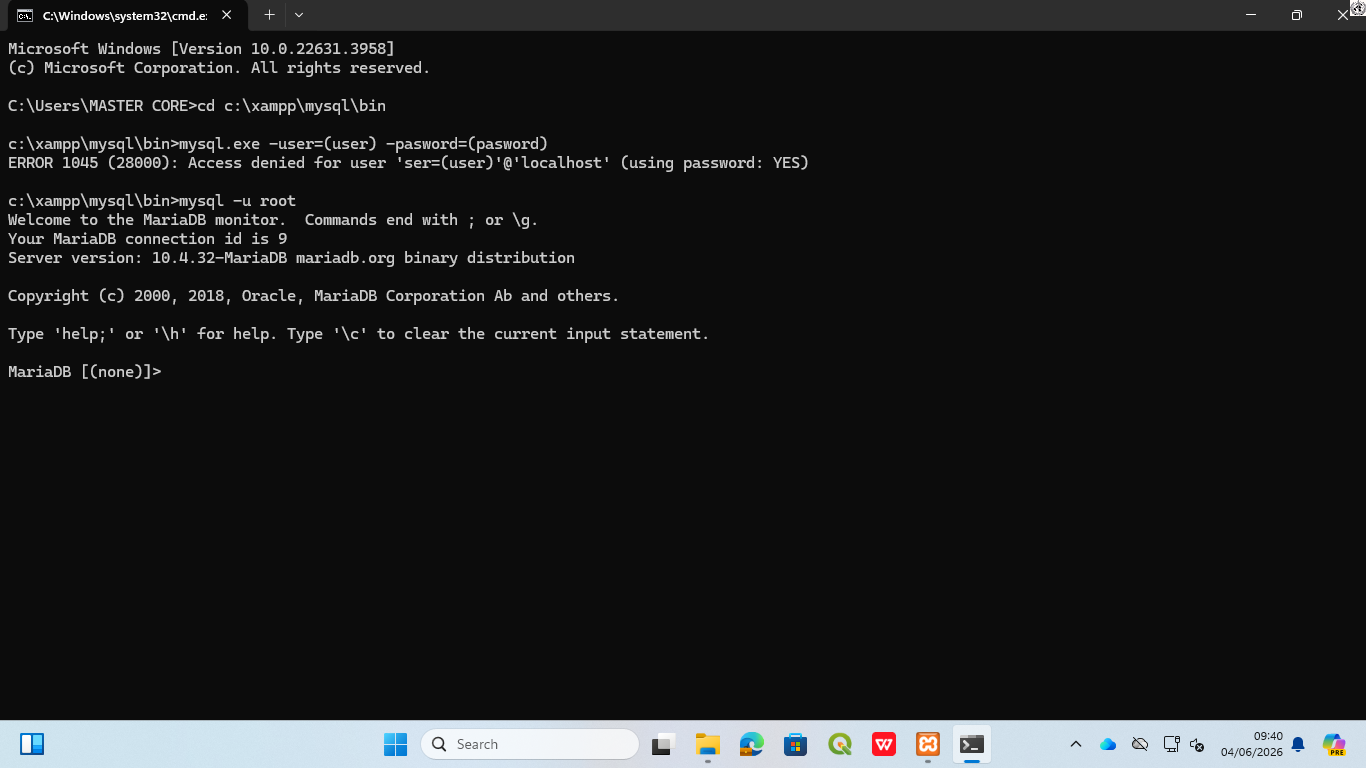 C:\Windows\system32\cmd.e:
Microsoft Windows [Version 10.0.22631.3958]
(c) Microsoft Corporation. All rights reserved.
C:\Users\MASTER CORE>cd c:\xampp\mysql\bin
c:\xampp\mysql\bin>mysql.exe -user=(user) -pasword=(pasword)
ERROR 1045 (28000): Access denied for user 'ser=(user)'@'localhost' (using password: YES)
c:\xampp\mysql\bin>mysql -u root
Welcome to the MariaDB monitor.  Commands end with ; or \g.
Your MariaDB connection id is 9
Server version: 10.4.32-MariaDB mariadb.org binary distribution
Copyright (c) 2000, 2018, Oracle, MariaDB Corporation Ab and others.
Type 'help;' or '\h' for help. Type '\c' to clear the current input statement.
MariaDB [(none)]>
Search
09:40
04/06/2026
PRE